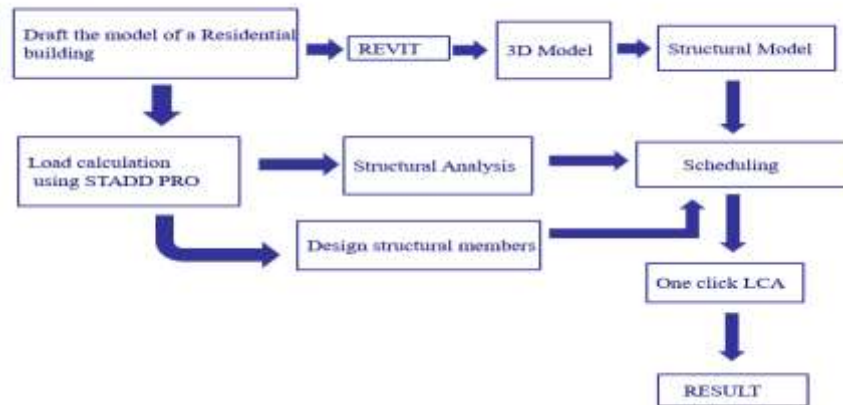 Draft the model of a Residential
building
REVIT
3D Model
Structural Model
Load calculation
using STADD PRO
Structural Analysis
Scheduling
Design structural members
One click LCA
RESULT